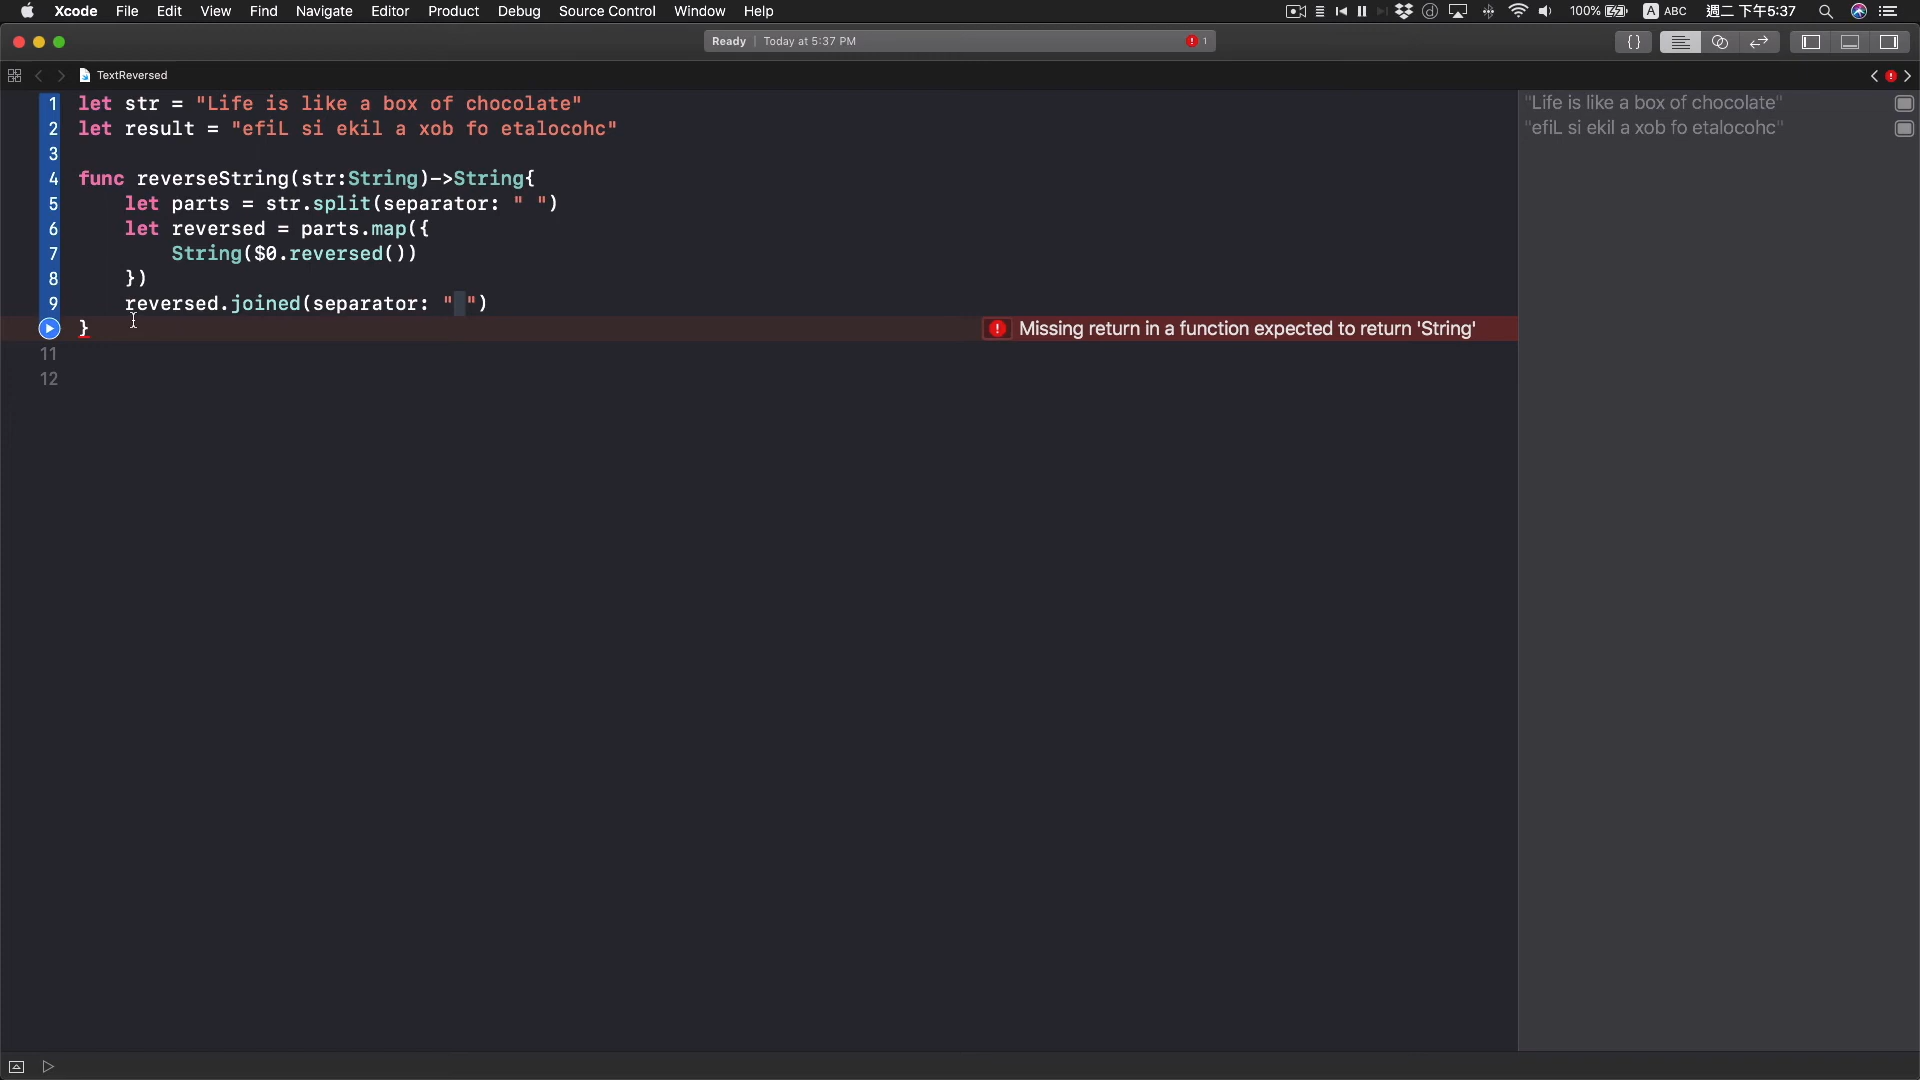 Xcode File Edit View Find Navigate Editor Product Debug Source Control Window Help 100% A ABC 週二 下午5:37
Ready | Today at 5:37 PM 1
TextReversed
1 let str = "Life is like a box of chocolate"
2 let result = "efiL si ekil a xob fo etalocohc"
3
4 func reverseString(str:String)->String{
5 let parts = str.split(separator: " ")
6 let reversed = parts.map({
7 String($0.reversed())
8 })
9 reversed.joined(separator: " ")
} Missing return in a function expected to return 'String'
11
12
"Life is like a box of chocolate"
"efiL si ekil a xob fo etalocohc"